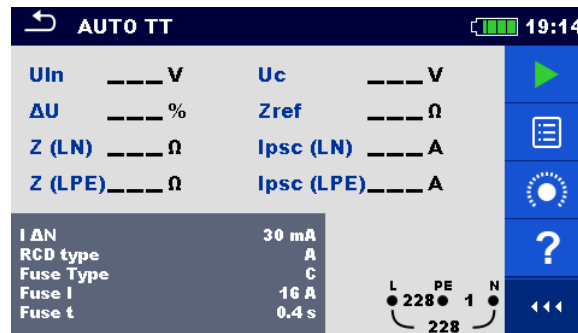 AUTO TT 19:14
Uln ___V Uc ___V
ΔU ___% Zref ___Ω
Z (LN) ___Ω Ipsc (LN) ___A
Z (LPE)___Ω Ipsc (LPE)___A
I ΔN 30 mA
RCD type A
Fuse Type C
Fuse I 16 A
Fuse t 0.4 s
?
L PE N
228 1
228